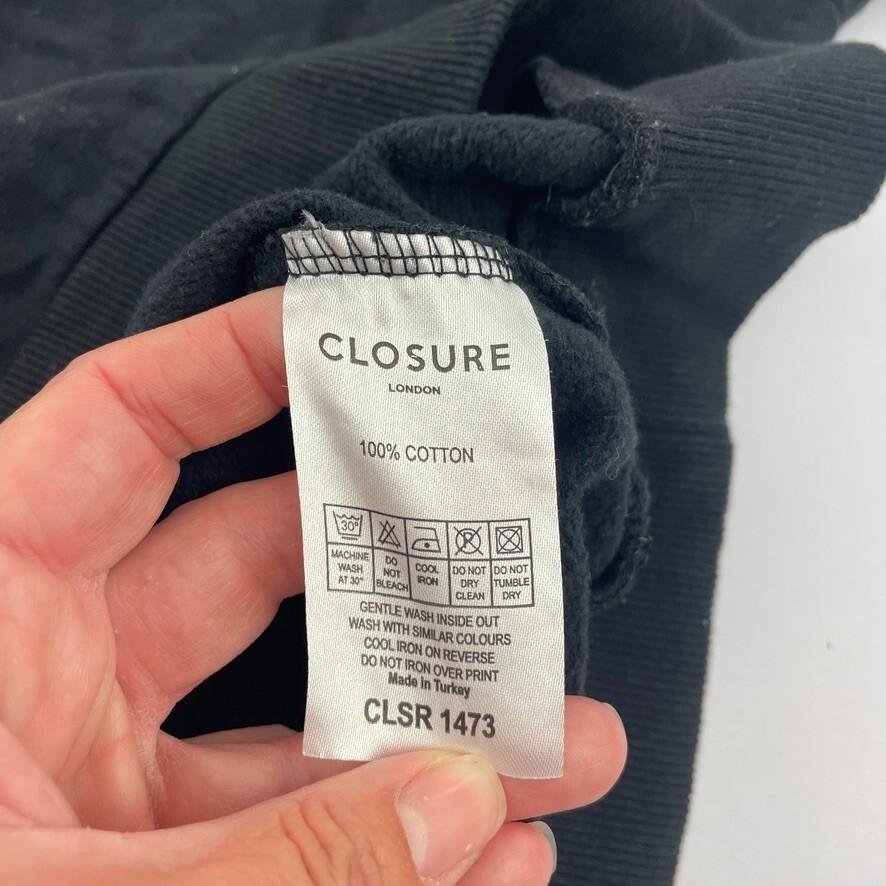 CLOSURE
LONDON
100% COTTON
30°
P
MACHINE WASH AT 30°
DO NOT BLEACH
COOL IRON
DO NOT DRY CLEAN
DO NOT TUMBLE DRY
GENTLE WASH INSIDE OUT
WASH WITH SIMILAR COLOURS
COOL IRON ON REVERSE
DO NOT IRON OVER PRINT
Made in Turkey
CLSR 1473